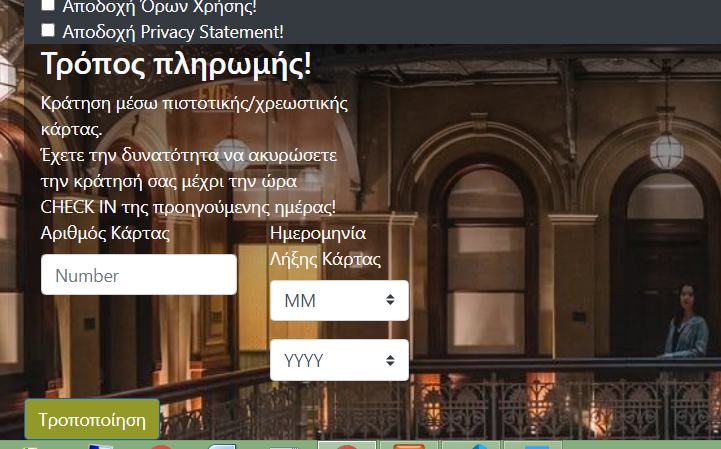 Αποδοχή Όρων Χρήσης!
Αποδοχή Privacy Statement!
Τρόπος πληρωμής!
Κράτηση μέσω πιστοτικής/χρεωστικής
κάρτας.
Έχετε την δυνατότητα να ακυρώσετε
την κράτησή σας μέχρι την ώρα
CHECK IN της προηγούμενης ημέρας!
Αριθμός Κάρτας
Number
Ημερομηνία
Λήξης Κάρτας
MM
YYYY
Τροποποίηση